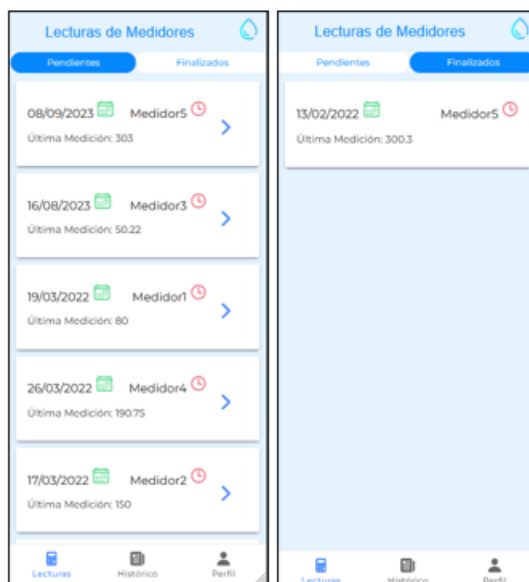 Lecturas de Medidores
Pendientes Finalizados
08/09/2023 Medidor5
Última Medición: 303
16/08/2023 Medidor3
Última Medición: 50.22
19/03/2022 Medidor1
Última Medición: 80
26/03/2022 Medidor4
Última Medición: 190.75
17/03/2022 Medidor2
Última Medición: 150
Lecturas Histórico Perfil
Lecturas de Medidores
Pendientes Finalizados
13/02/2022 Medidor5
Última Medición: 300.3
Lecturas Histórico Perfil